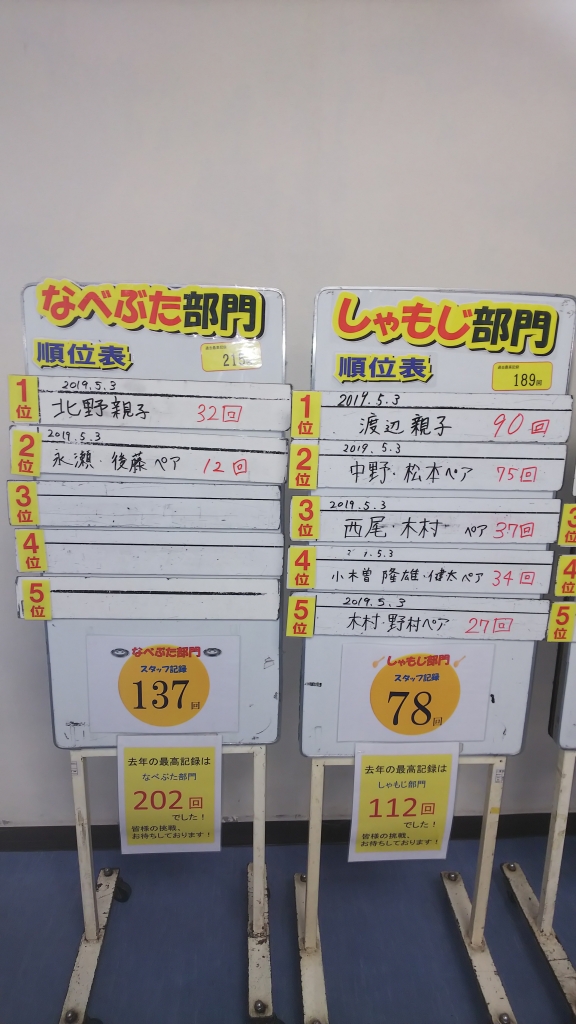 なべぶた部門
順位表
215回
1位
2019.5.3
北野親子 32回
2位
2019.5.3
永瀬・後藤ペア 12回
3位
4位
5位
なべぶた部門
スタッフ記録
137回
去年の最高記録は
なべぶた部門
202回
でした!
皆様の挑戦、
お待ちしております!
しゃもじ部門
順位表
189回
1位
2019.5.3
渡辺親子 90回
2位
2019.5.3
中野・松本ペア 75回
3位
2019.5.3
西尾・木村 ペア 37回
4位
1.5.3
小木曽 隆雄・健太ペア 34回
5位
2019.5.3
木村・野村ペア 27回
しゃもじ部門
スタッフ記録
78回
去年の最高記録は
しゃもじ部門
112回
でした!
皆様の挑戦、
お待ちしております!
3
4
5